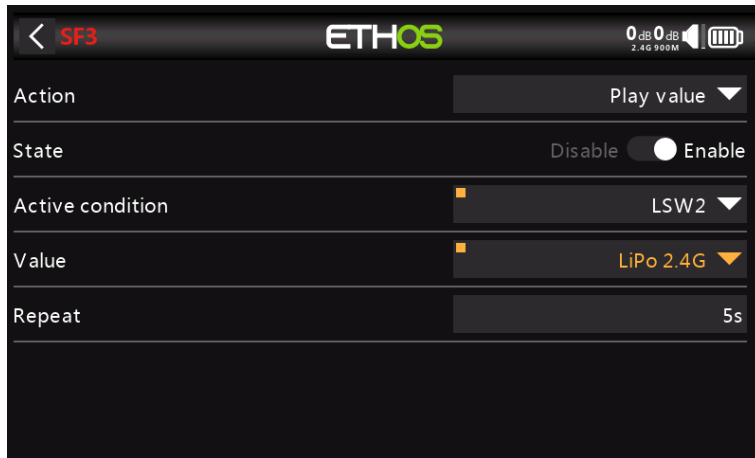 SF3 ETHOS 0dB 0dB
2.4G 900M
Action Play value
State Disable Enable
Active condition LSW2
Value LiPo 2.4G
Repeat 5s